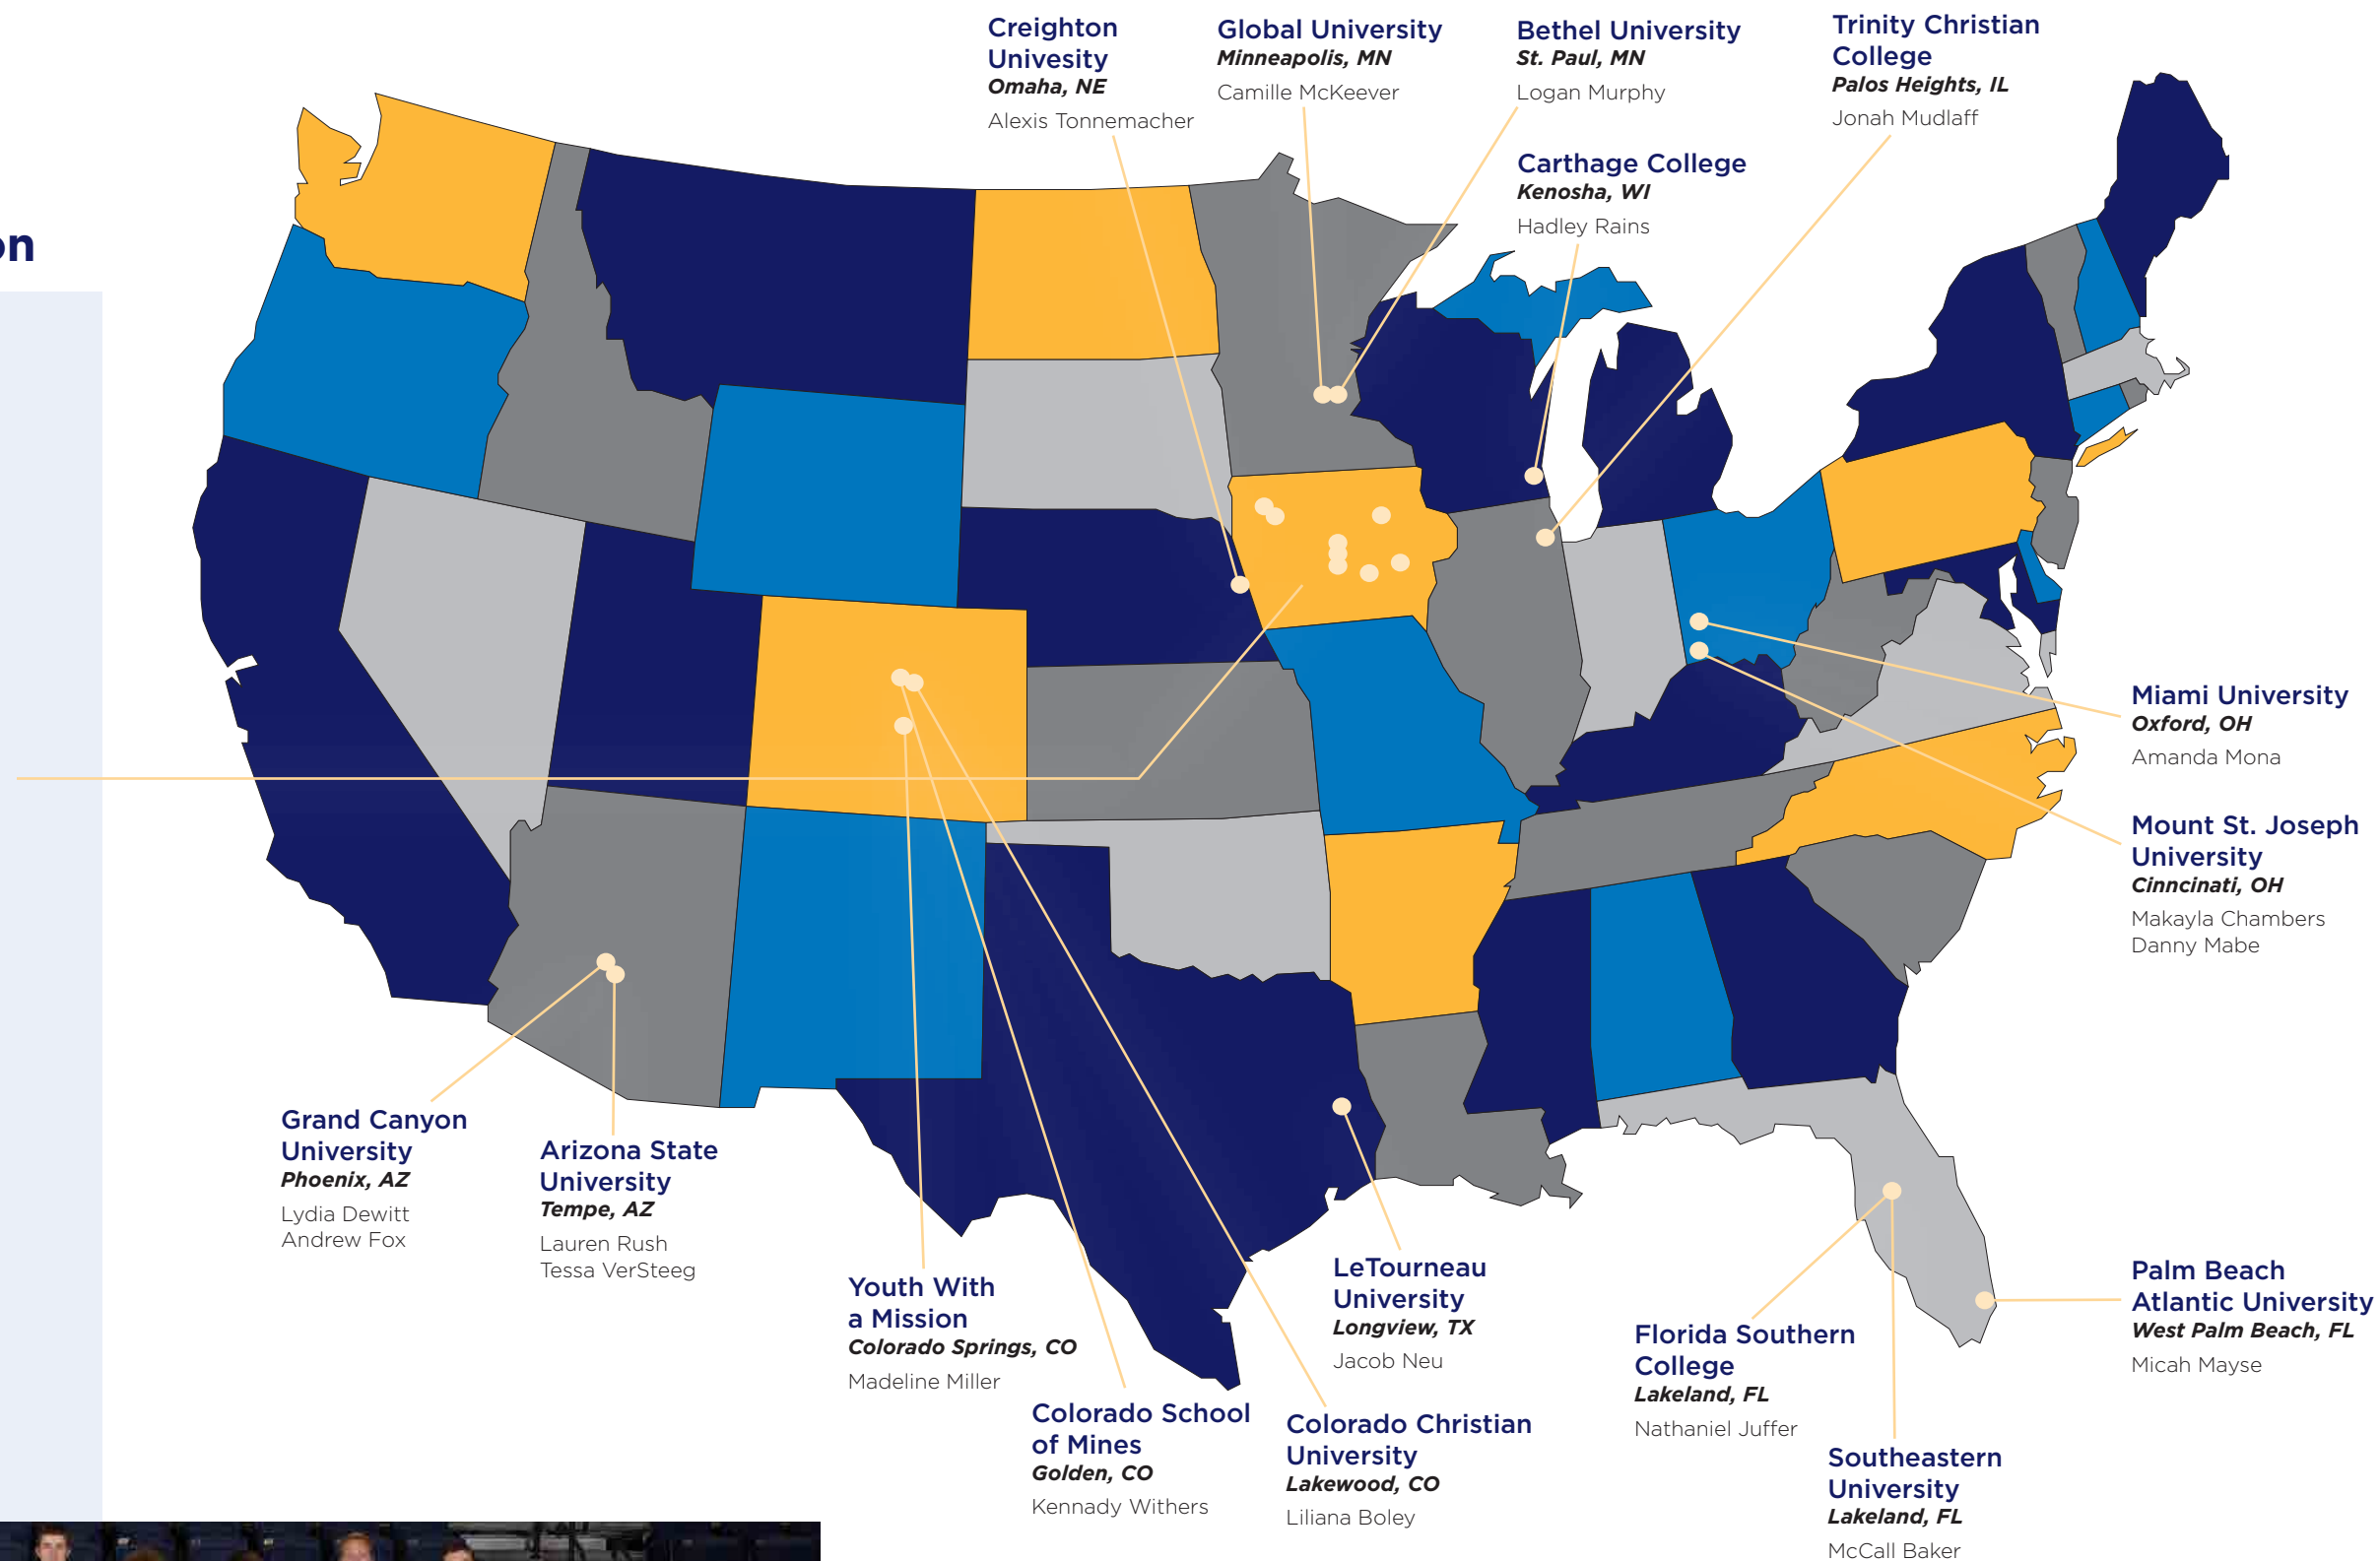 on
Creighton
Univesity
Omaha, NE
Alexis Tonnemacher
Global University
Minneapolis, MN
Camille McKeever
Bethel University
St. Paul, MN
Logan Murphy
Trinity Christian
College
Palos Heights, IL
Jonah Mudlaff
Carthage College
Kenosha, WI
Hadley Rains
Miami University
Oxford, OH
Amanda Mona
Mount St. Joseph
University
Cinncinati, OH
Makayla Chambers
Danny Mabe
Grand Canyon
University
Phoenix, AZ
Lydia Dewitt
Andrew Fox
Arizona State
University
Tempe, AZ
Lauren Rush
Tessa VerSteeg
Youth With
a Mission
Colorado Springs, CO
Madeline Miller
Colorado School
of Mines
Golden, CO
Kennady Withers
Colorado Christian
University
Lakewood, CO
Liliana Boley
LeTourneau
University
Longview, TX
Jacob Neu
Florida Southern
College
Lakeland, FL
Nathaniel Juffer
Southeastern
University
Lakeland, FL
McCall Baker
Palm Beach
Atlantic University
West Palm Beach, FL
Micah Mayse